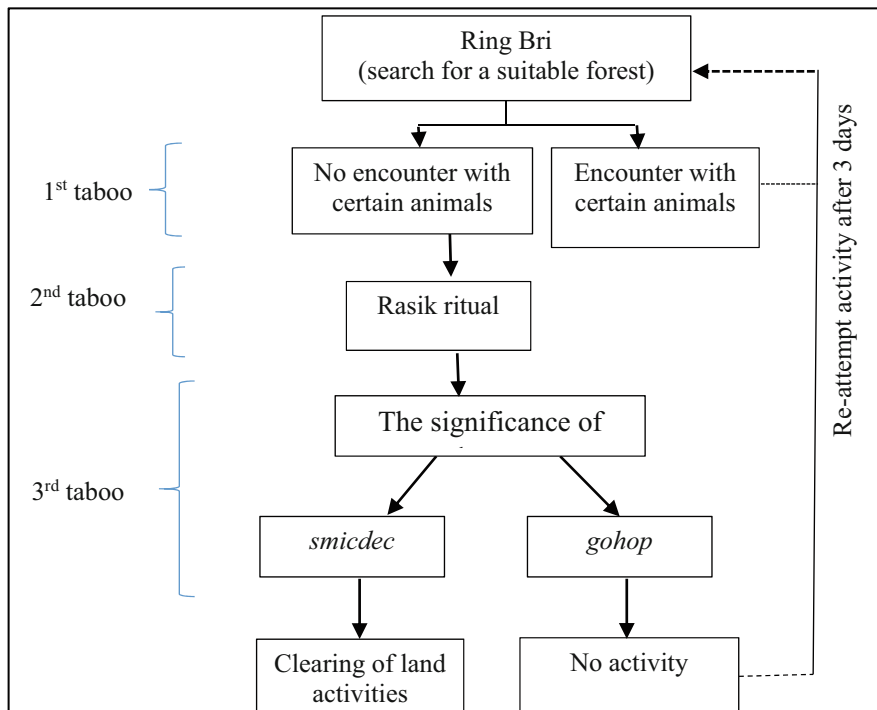 Ring Bri
(search for a suitable forest)
No encounter with
certain animals
Encounter with
certain animals
1st taboo
2nd taboo
Rasik ritual
The significance of
3rd taboo
smicdec
gohop
Clearing of land
activities
No activity
Re-attempt activity after 3 days